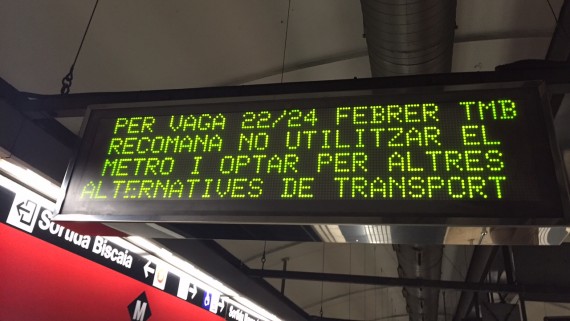 PER VAGA 22/24 FEBRER TMB
RECOMANA NO UTILITZAR EL
METRO I OPTAR PER ALTRES
ALTERNATIVES DE TRANSPORT
Sortida Biscaia
M